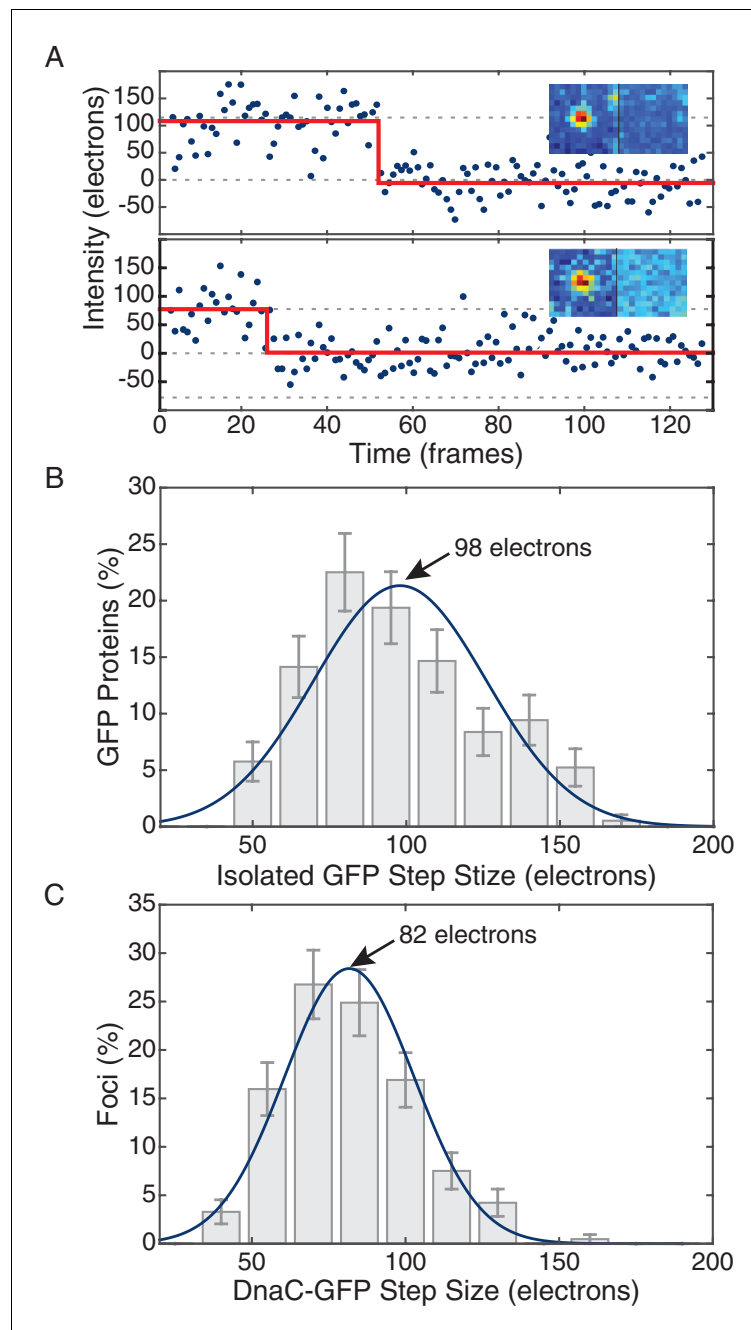 A
Intensity (electrons)
150
100
50
0
-50
150
100
50
0
-50
0 20 40 60 80 100 120
Time (frames)
B
GFP Proteins (%)
30
25
20
15
10
5
0
98 electrons
50 100 150 200
Isolated GFP Step Stize (electrons)
C
Foci (%)
35
30
25
20
15
10
5
0
82 electrons
50 100 150 200
DnaC-GFP Step Size (electrons)